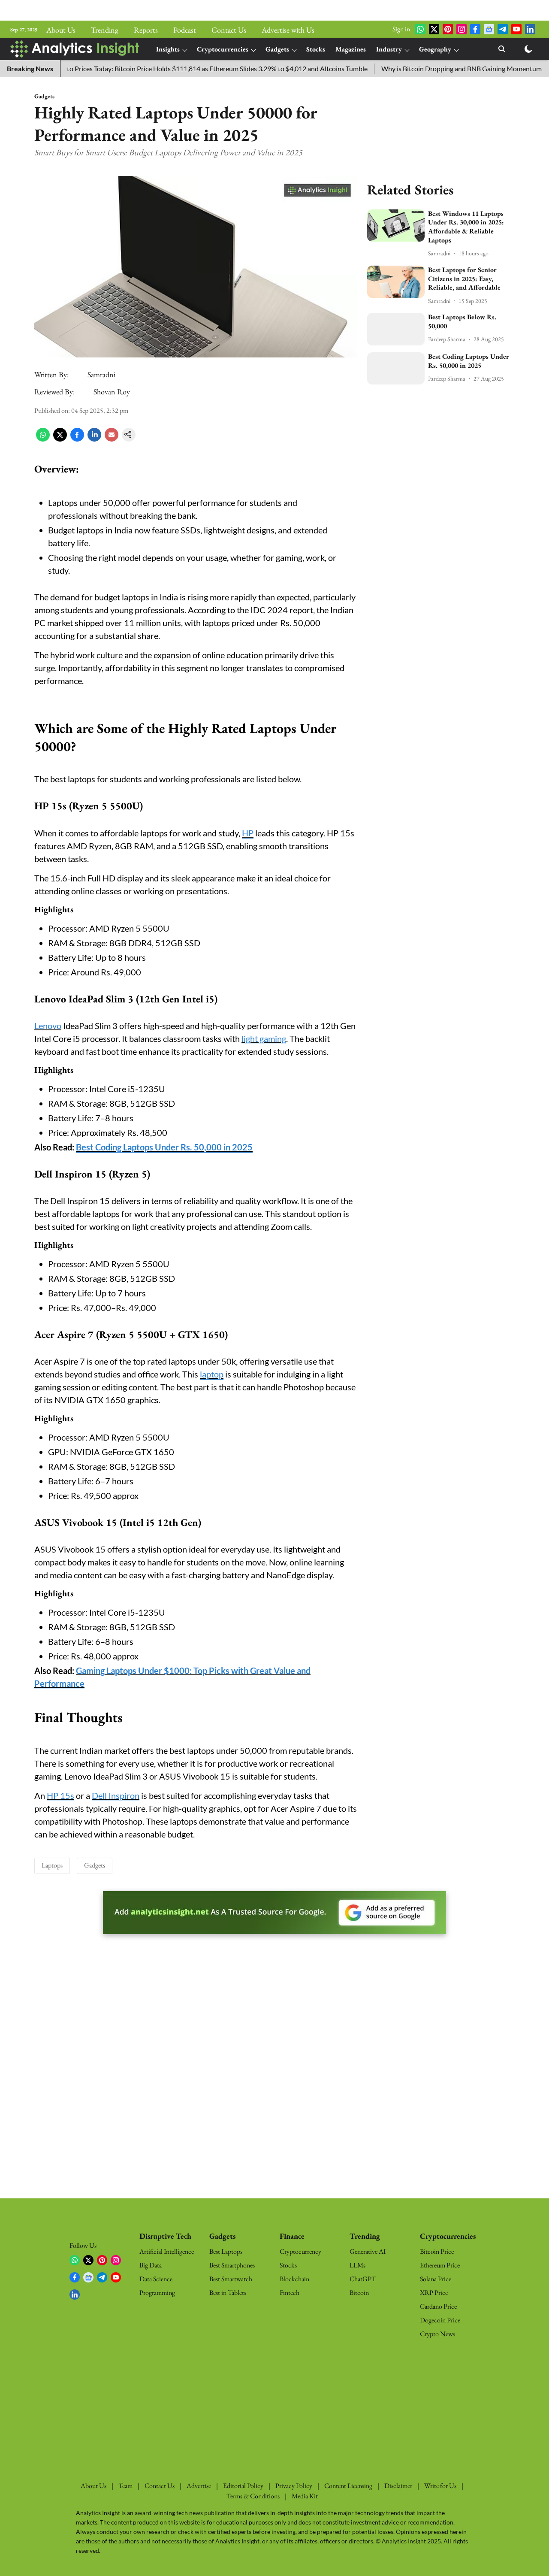 Sep 27, 2025
About Us
Trending
Reports
Podcast
Contact Us
Advertise with Us
Sign in
Analytics Insight
Insights
Cryptocurrencies
Gadgets
Stocks
Magazines
Industry
Geography
Breaking News
to Prices Today: Bitcoin Price Holds $111,814 as Ethereum Slides 3.29% to $4,012 and Altcoins Tumble
Why is Bitcoin Dropping and BNB Gaining Momentum
Gadgets
Highly Rated Laptops Under 50000 for
Performance and Value in 2025
Smart Buys for Smart Users: Budget Laptops Delivering Power and Value in 2025
Analytics Insight
Written By:
Samradni
Reviewed By:
Shovan Roy
Published on: 04 Sep 2025, 2:32 pm
Related Stories
Best Windows 11 Laptops
Under Rs. 30,000 in 2025:
Affordable & Reliable
Laptops
Samradni · 18 hours ago
Best Laptops for Senior
Citizens in 2025: Easy,
Reliable, and Affordable
Samradni · 15 Sep 2025
Best Laptops Below Rs.
50,000
Pardeep Sharma · 28 Aug 2025
Best Coding Laptops Under
Rs. 50,000 in 2025
Pardeep Sharma · 27 Aug 2025
Overview:
• Laptops under 50,000 offer powerful performance for students and
professionals without breaking the bank.
• Budget laptops in India now feature SSDs, lightweight designs, and extended
battery life.
• Choosing the right model depends on your usage, whether for gaming, work, or
study.
The demand for budget laptops in India is rising more rapidly than expected, particularly
among students and young professionals. According to the IDC 2024 report, the Indian
PC market shipped over 11 million units, with laptops priced under Rs. 50,000
accounting for a substantial share.
The hybrid work culture and the expansion of online education primarily drive this
surge. Importantly, affordability in this segment no longer translates to compromised
performance.
Which are Some of the Highly Rated Laptops Under
50000?
The best laptops for students and working professionals are listed below.
HP 15s (Ryzen 5 5500U)
When it comes to affordable laptops for work and study, HP leads this category. HP 15s
features AMD Ryzen, 8GB RAM, and a 512GB SSD, enabling smooth transitions
between tasks.
The 15.6-inch Full HD display and its sleek appearance make it an ideal choice for
attending online classes or working on presentations.
Highlights
• Processor: AMD Ryzen 5 5500U
• RAM & Storage: 8GB DDR4, 512GB SSD
• Battery Life: Up to 8 hours
• Price: Around Rs. 49,000
Lenovo IdeaPad Slim 3 (12th Gen Intel i5)
Lenovo IdeaPad Slim 3 offers high-speed and high-quality performance with a 12th Gen
Intel Core i5 processor. It balances classroom tasks with light gaming. The backlit
keyboard and fast boot time enhance its practicality for extended study sessions.
Highlights
• Processor: Intel Core i5-1235U
• RAM & Storage: 8GB, 512GB SSD
• Battery Life: 7–8 hours
• Price: Approximately Rs. 48,500
Also Read: Best Coding Laptops Under Rs. 50,000 in 2025
Dell Inspiron 15 (Ryzen 5)
The Dell Inspiron 15 delivers in terms of reliability and quality workflow. It is one of the
best affordable laptops for work that any professional can use. This standout option is
best suited for working on light creativity projects and attending Zoom calls.
Highlights
• Processor: AMD Ryzen 5 5500U
• RAM & Storage: 8GB, 512GB SSD
• Battery Life: Up to 7 hours
• Price: Rs. 47,000–Rs. 49,000
Acer Aspire 7 (Ryzen 5 5500U + GTX 1650)
Acer Aspire 7 is one of the top rated laptops under 50k, offering versatile use that
extends beyond studies and office work. This laptop is suitable for indulging in a light
gaming session or editing content. The best part is that it can handle Photoshop because
of its NVIDIA GTX 1650 graphics.
Highlights
• Processor: AMD Ryzen 5 5500U
• GPU: NVIDIA GeForce GTX 1650
• RAM & Storage: 8GB, 512GB SSD
• Battery Life: 6–7 hours
• Price: Rs. 49,500 approx
ASUS Vivobook 15 (Intel i5 12th Gen)
ASUS Vivobook 15 offers a stylish option ideal for everyday use. Its lightweight and
compact body makes it easy to handle for students on the move. Now, online learning
and media content can be easy with a fast-charging battery and NanoEdge display.
Highlights
• Processor: Intel Core i5-1235U
• RAM & Storage: 8GB, 512GB SSD
• Battery Life: 6–8 hours
• Price: Rs. 48,000 approx
Also Read: Gaming Laptops Under $1000: Top Picks with Great Value and
Performance
Final Thoughts
The current Indian market offers the best laptops under 50,000 from reputable brands.
There is something for every use, whether it is for productive work or recreational
gaming. Lenovo IdeaPad Slim 3 or ASUS Vivobook 15 is suitable for students.
An HP 15s or a Dell Inspiron is best suited for accomplishing everyday tasks that
professionals typically require. For high-quality graphics, opt for Acer Aspire 7 due to its
compatibility with Photoshop. These laptops demonstrate that value and performance
can be achieved within a reasonable budget.
Laptops
Gadgets
Add analyticsinsight.net As A Trusted Source For Google.
Add as a preferred
source on Google
Follow Us
Disruptive Tech
Artificial Intelligence
Big Data
Data Science
Programming
Gadgets
Best Laptops
Best Smartphones
Best Smartwatch
Best in Tablets
Finance
Cryptocurrency
Stocks
Blockchain
Fintech
Trending
Generative AI
LLMs
ChatGPT
Bitcoin
Cryptocurrencies
Bitcoin Price
Ethereum Price
Solana Price
XRP Price
Cardano Price
Dogecoin Price
Crypto News
About Us | Team | Contact Us | Advertise | Editorial Policy | Privacy Policy | Content Licensing | Disclaimer | Write for Us |
Terms & Conditions | Media Kit
Analytics Insight is an award-winning tech news publication that delivers in-depth insights into the major technology trends that impact the
markets. The content produced on this website is for educational purposes only and does not constitute investment advice or recommendation.
Always conduct your own research or check with certified experts before investing, and be prepared for potential losses. Opinions expressed herein
are those of the authors and not necessarily those of Analytics Insight, or any of its affiliates, officers or directors. © Analytics Insight 2025. All rights
reserved.